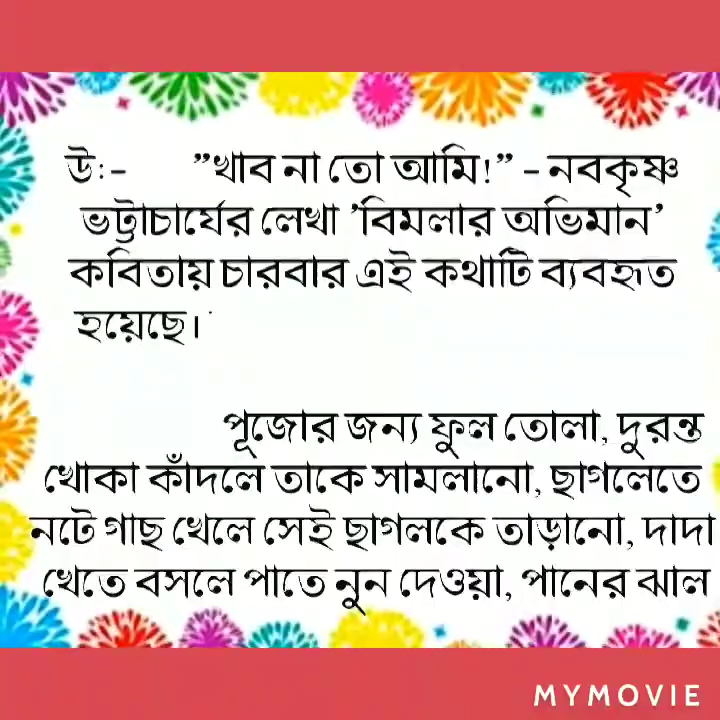 উঃ- ”খাব না তো আমি!” - নবকৃষ্ণ
ভট্টাচার্যের লেখা ’বিমলার অভিমান’
কবিতায় চারবার এই কথাটি ব্যবহৃত
হয়েছে।
পূজোর জন্য ফুল তোলা, দুরন্ত
খোকা কাঁদলে তাকে সামলানো, ছাগলেতে
নটে গাছ খেলে সেই ছাগলকে তাড়ানো, দাদা
খেতে বসলে পাতে নুন দেওয়া, পানের ঝাল
MYMOVIE